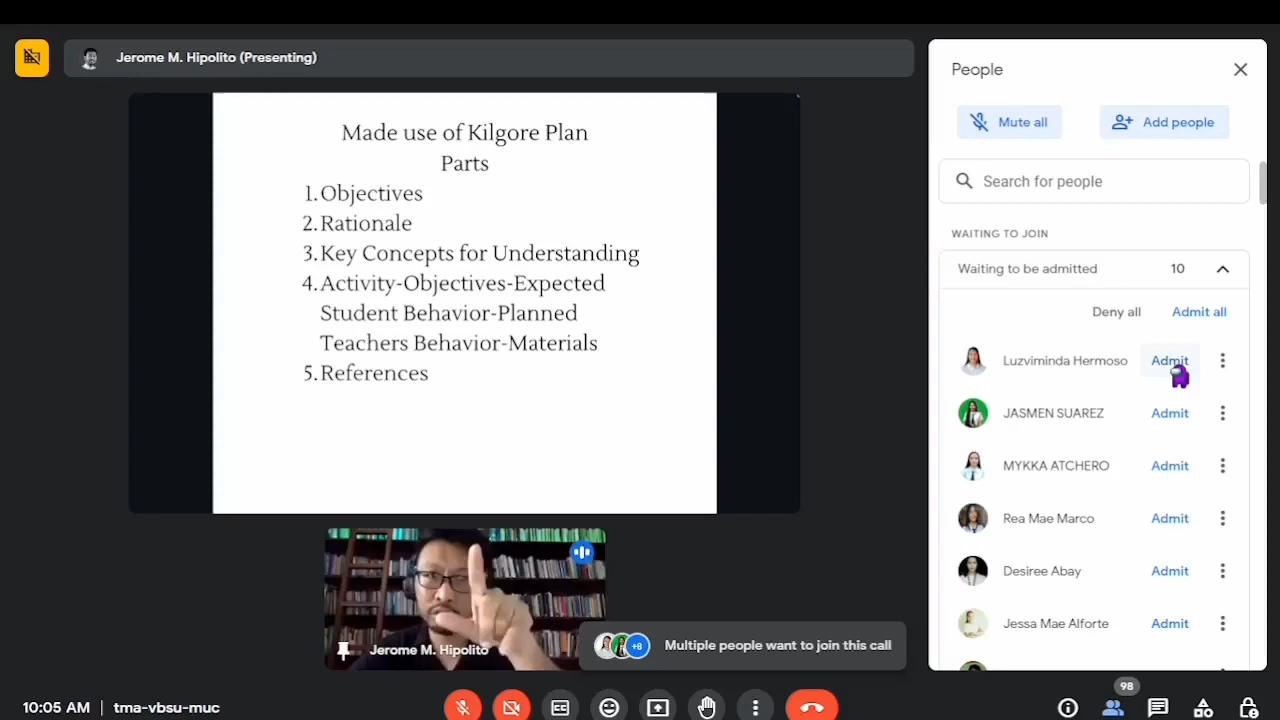 Jerome M. Hipolito (Presenting)
Made use of Kilgore Plan
Parts
1. Objectives
2. Rationale
3. Key Concepts for Understanding
4. Activity-Objectives-Expected
Student Behavior-Planned
Teachers Behavior-Materials
5. References
Jerome M. Hipolito
+8
Multiple people want to join this call
People
Mute all
Add people
Search for people
WAITING TO JOIN
Waiting to be admitted 10
Deny all Admit all
Luzviminda Hermoso Admit
JASMEN SUAREZ Admit
MYKKA ATCHERO Admit
Rea Mae Marco Admit
Desiree Abay Admit
Jessa Mae Alforte Admit
10:05 AM | tma-vbsu-muc
98